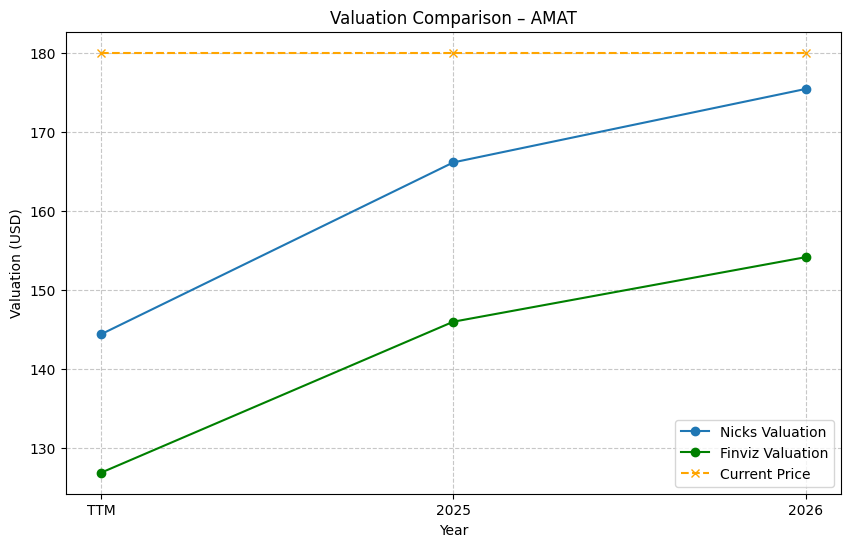 Valuation Comparison – AMAT
Valuation (USD)
180
170
160
150
140
130
TTM
2025
2026
Year
Nicks Valuation
Finviz Valuation
Current Price